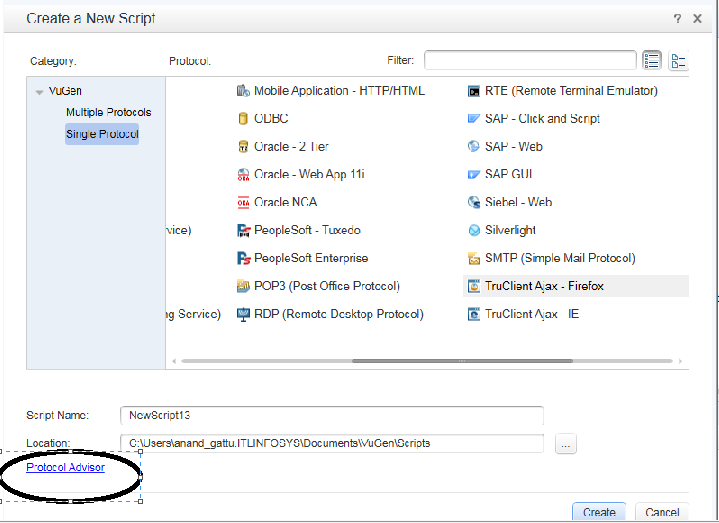 Create a New Script ?
Category: Protocol: Filter:
VuGen
Multiple Protocols
Single Protocol
vice)
ng Service)
Mobile Application - HTTP/HTML
ODBC
Oracle - 2 Tier
Oracle - Web App 11i
Oracle NCA
PeopleSoft - Tuxedo
PeopleSoft Enterprise
POP3 (Post Office Protocol)
RDP (Remote Desktop Protocol)
RTE (Remote Terminal Emulator)
SAP - Click and Script
SAP - Web
SAP GUI
Siebel - Web
Silverlight
SMTP (Simple Mail Protocol)
TruClient Ajax - Firefox
TruClient Ajax - IE
Script Name: NewScript13
Location: C:\Users\anand_gattu.ITLINFOSYS\Documents\VuGen\Scripts ...
Protocol Advisor
Create Cancel